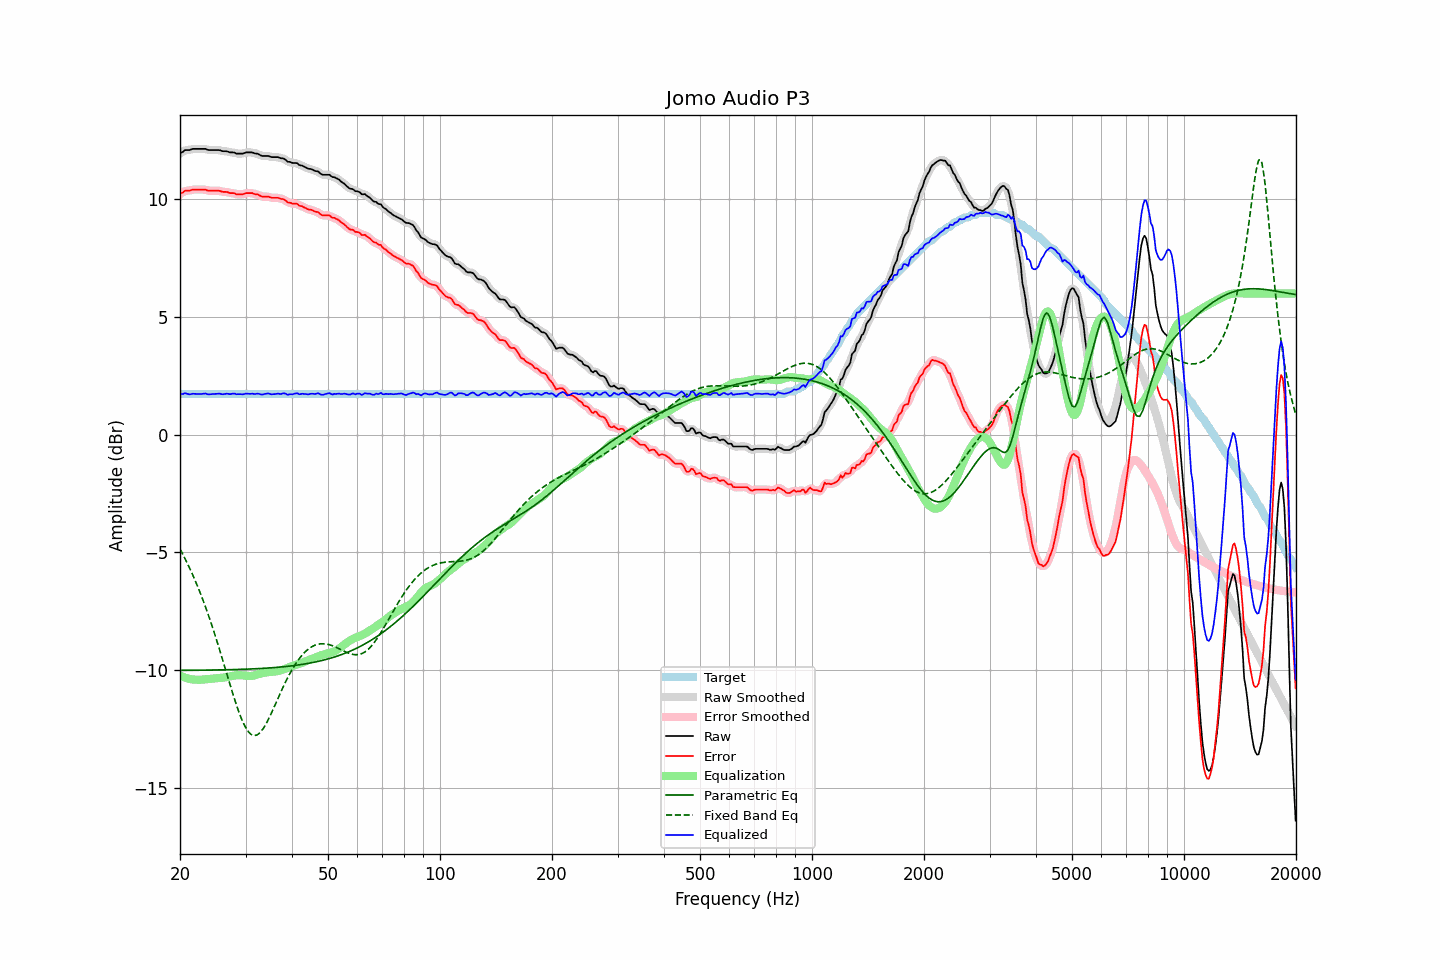 Jomo Audio P3
Amplitude (dBr)
10
5
0
−5
−10
−15
Target
Raw Smoothed
Error Smoothed
Raw
Error
Equalization
Parametric Eq
Fixed Band Eq
Equalized
20 50 100 200 500 1000 2000 5000 10000 20000
Frequency (Hz)